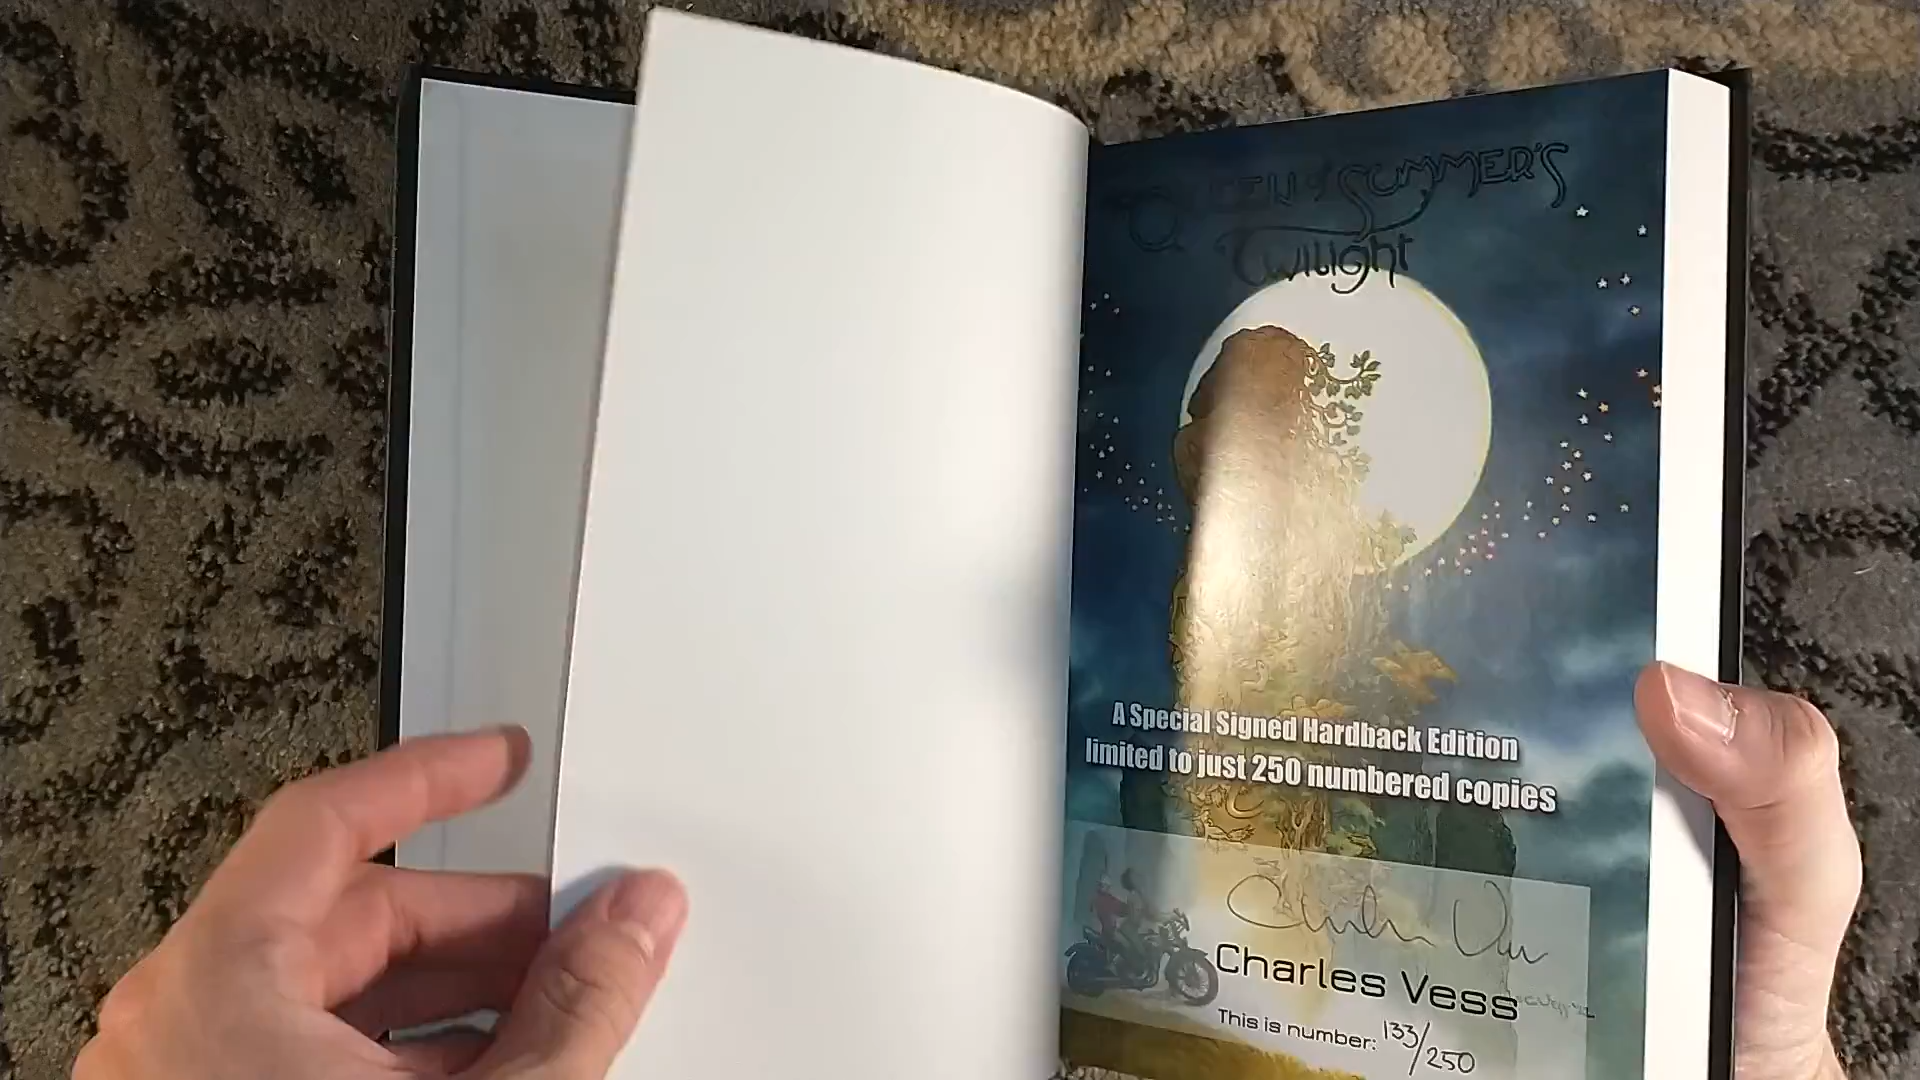 QUEEN of SUMMER'S
Twilight
A Special Signed Hardback Edition
limited to just 250 numbered copies
Charles Vess
This is number: 133/250